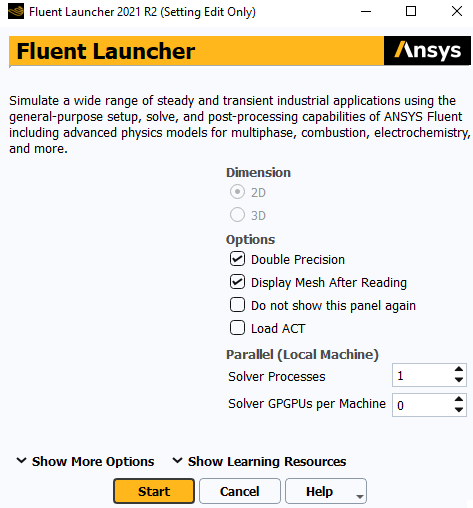 Fluent Launcher 2021 R2 (Setting Edit Only)
Fluent Launcher
Ansys
Simulate a wide range of steady and transient industrial applications using the
general-purpose setup, solve, and post-processing capabilities of ANSYS Fluent
including advanced physics models for multiphase, combustion, electrochemistry,
and more.
Dimension
2D
3D
Options
Double Precision
Display Mesh After Reading
Do not show this panel again
Load ACT
Parallel (Local Machine)
Solver Processes 1
Solver GPGPUs per Machine 0
Show More Options Show Learning Resources
Start Cancel Help